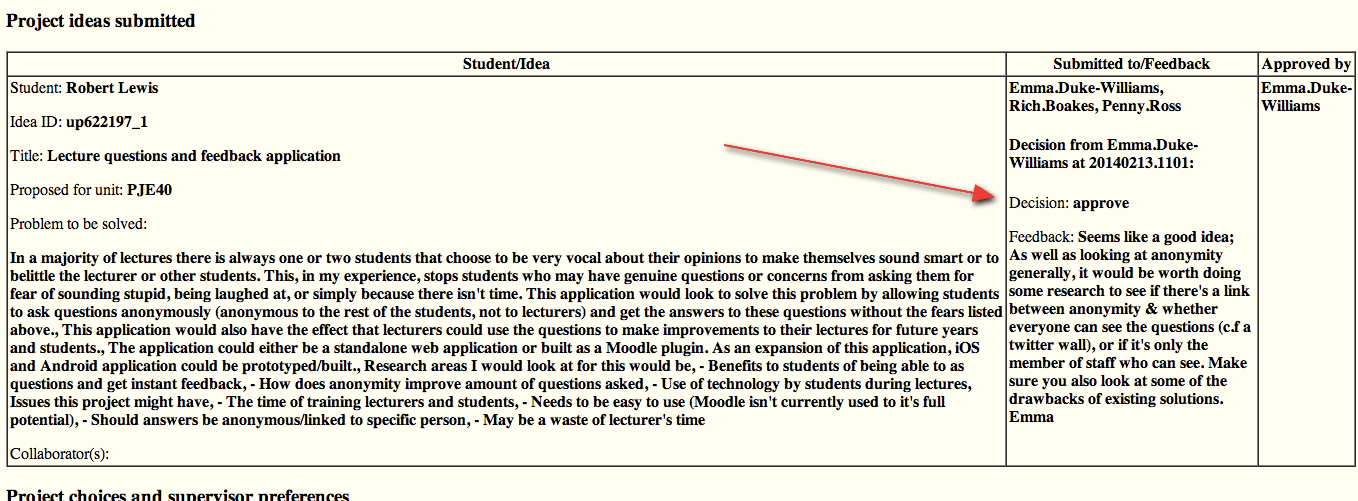 Project ideas submitted
Student/Idea
Submitted to/Feedback
Approved by
Student: Robert Lewis
Idea ID: up622197_1
Title: Lecture questions and feedback application
Proposed for unit: PJE40
Problem to be solved:
In a majority of lectures there is always one or two students that choose to be very vocal about their opinions to make themselves sound smart or to
belittle the lecturer or other students. This, in my experience, stops students who may have genuine questions or concerns from asking them for
fear of sounding stupid, being laughed at, or simply because there isn't time. This application would look to solve this problem by allowing students
to ask questions anonymously (anonymous to the rest of the students, not to lecturers) and get the answers to these questions without the fears listed
above., This application would also have the effect that lecturers could use the questions to make improvements to their lectures for future years
and students., The application could either be a standalone web application or built as a Moodle plugin. As an expansion of this application, iOS
and Android application could be prototyped/built., Research areas I would look at for this would be, - Benefits to students of being able to as
questions and get instant feedback, - How does anonymity improve amount of questions asked, - Use of technology by students during lectures,
Issues this project might have, - The time of training lecturers and students, - Needs to be easy to use (Moodle isn't currently used to it's full
potential), - Should answers be anonymous/linked to specific person, - May be a waste of lecturer's time
Collaborator(s):
Emma.Duke-Williams,
Rich.Boakes, Penny.Ross
Decision from Emma.Duke-
Williams at 20140213.1101:
Decision: approve
Feedback: Seems like a good idea;
As well as looking at anonymity
generally, it would be worth doing
some research to see if there's a link
between anonymity & whether
everyone can see the questions (c.f a
twitter wall), or if it's only the
member of staff who can see. Make
sure you also look at some of the
drawbacks of existing solutions.
Emma
Emma.Duke-
Williams
Project choices and supervisor preferences